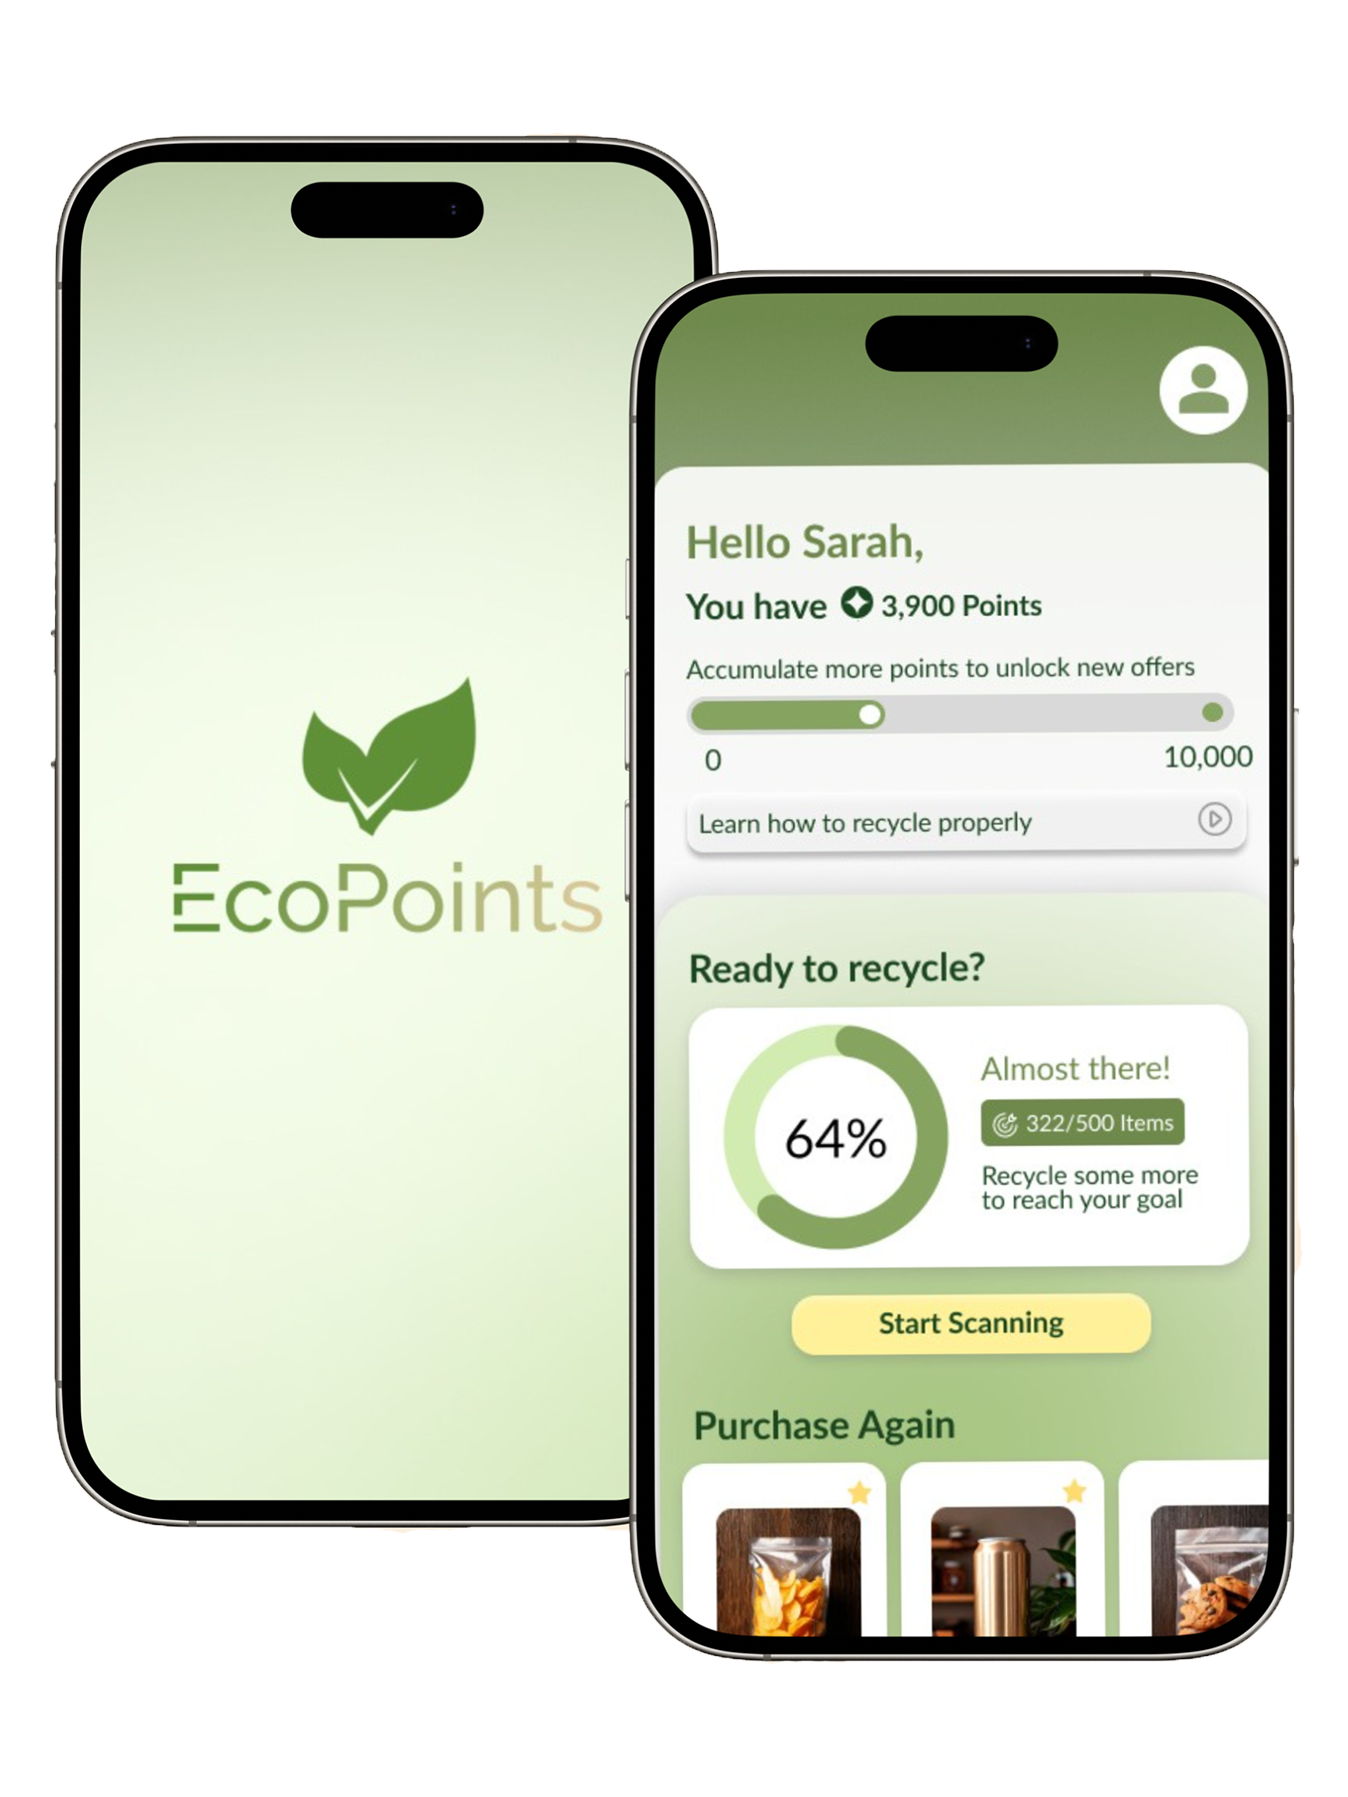 EcoPoints
Hello Sarah,
You have 3,900 Points
Accumulate more points to unlock new offers
0 10,000
Learn how to recycle properly
Ready to recycle?
64%
Almost there!
322/500 Items
Recycle some more
to reach your goal
Start Scanning
Purchase Again